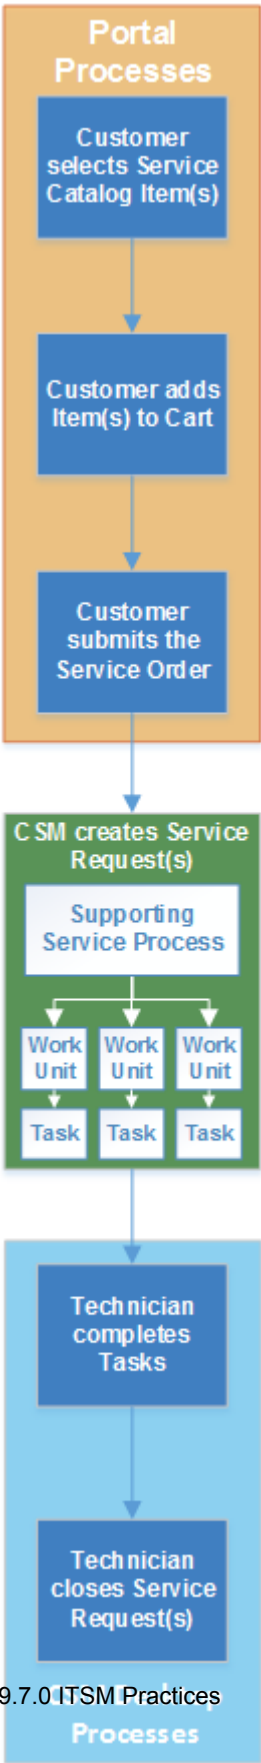 Portal
Processes
Customer
selects Service
Catalog Item(s)
Customer adds
Item(s) to Cart
Customer
submits the
Service Order
CSM creates Service
Request(s)
Supporting
Service Process
Work
Unit
Work
Unit
Work
Unit
Task
Task
Task
Technician
completes
Tasks
Technician
closes Service
Request(s)
9.7.0 ITSM Practices
Processes